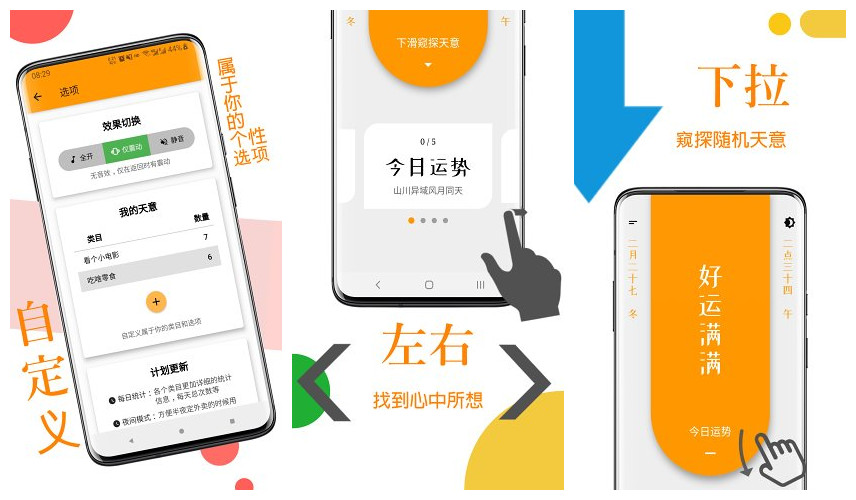 08:29
44%
选项
属于你的个性选项
效果切换
全开
仅震动
静音
无音效，仅在返回时有震动
我的天意
类目
数量
看个小电影
7
吃啥零食
6
+
自定义属于你的类目和选项
计划更新
每日统计：各个类目更加详细的统计
信息，每天总次数等
夜间模式：方便半夜定外卖的时候用
自定义
冬
午
下滑窥探天意
0/5
今日运势
山川异域风月同天
左右
找到心中所想
下拉
窥探随机天意
二月二十七 冬
二点三十四 午
好运满满
今日运势